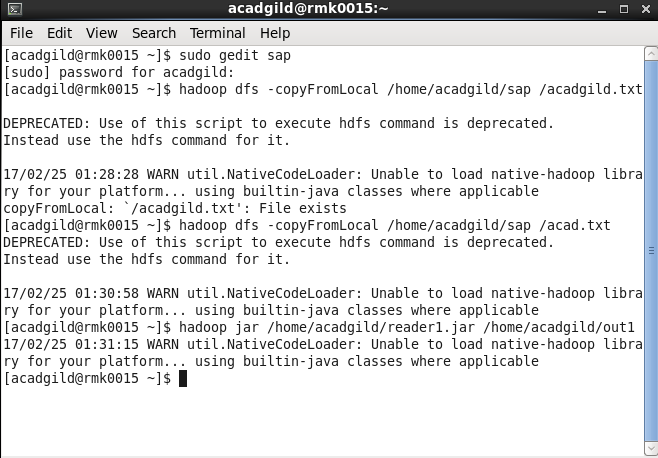 acadgild@rmk0015:~
File Edit View Search Terminal Help
[acadgild@rmk0015 ~]$ sudo gedit sap
[sudo] password for acadgild:
[acadgild@rmk0015 ~]$ hadoop dfs -copyFromLocal /home/acadgild/sap /acadgild.txt
DEPRECATED: Use of this script to execute hdfs command is deprecated.
Instead use the hdfs command for it.
17/02/25 01:28:28 WARN util.NativeCodeLoader: Unable to load native-hadoop libra
ry for your platform... using builtin-java classes where applicable
copyFromLocal: `/acadgild.txt': File exists
[acadgild@rmk0015 ~]$ hadoop dfs -copyFromLocal /home/acadgild/sap /acad.txt
DEPRECATED: Use of this script to execute hdfs command is deprecated.
Instead use the hdfs command for it.
17/02/25 01:30:58 WARN util.NativeCodeLoader: Unable to load native-hadoop libra
ry for your platform... using builtin-java classes where applicable
[acadgild@rmk0015 ~]$ hadoop jar /home/acadgild/reader1.jar /home/acadgild/out1
17/02/25 01:31:15 WARN util.NativeCodeLoader: Unable to load native-hadoop libra
ry for your platform... using builtin-java classes where applicable
[acadgild@rmk0015 ~]$